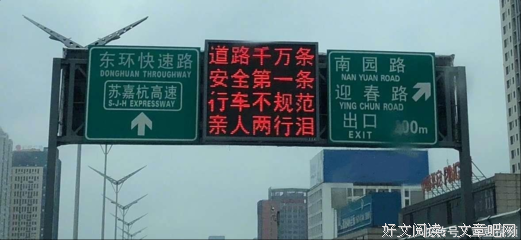 东环快速路
DONGHUAN THROUGHWAY
苏嘉杭高速
S-J-H EXPRESSWAY
道路千万条
安全第一条
行车不规范
亲人两行泪
南园路
NAN YUAN ROAD
迎春路
YING CHUN ROAD
出口
EXIT
00m
好文阅读 文章吧网